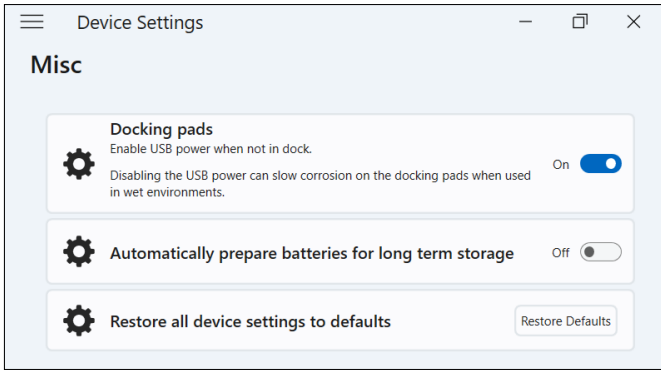 Device Settings
Misc
Docking pads
Enable USB power when not in dock.
Disabling the USB power can slow corrosion on the docking pads when used
in wet environments.
On
Automatically prepare batteries for long term storage
Off
Restore all device settings to defaults
Restore Defaults